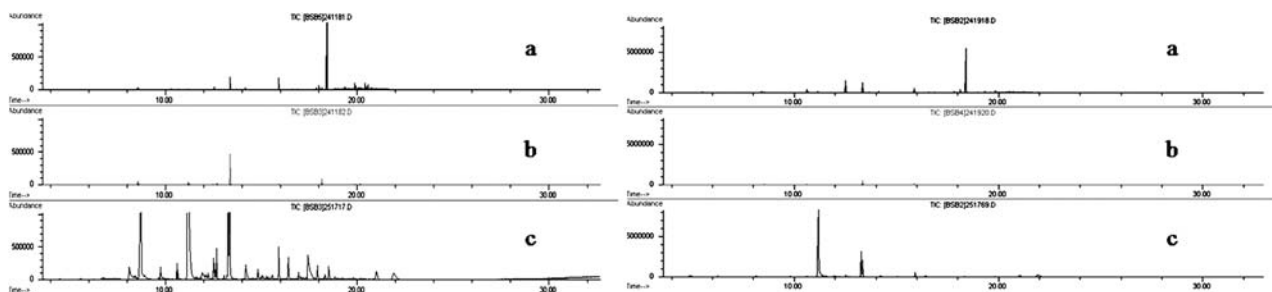 Abundance
TIC: [BSB5]241181.D
a
500000
0
Time--> 10.00 20.00 30.00
Abundance
TIC: [BSB3]241182.D
b
500000
0
Time--> 10.00 20.00 30.00
Abundance
TIC: [BSB3]251717.D
c
500000
0
Time--> 10.00 20.00 30.00
Abundance
TIC: [BSB2]241918.D
a
5000000
0
Time--> 10.00 20.00 30.00
Abundance
TIC: [BSB4]241920.D
b
5000000
0
Time--> 10.00 20.00 30.00
Abundance
TIC: [BSB2]251769.D
c
5000000
0
Time--> 10.00 20.00 30.00